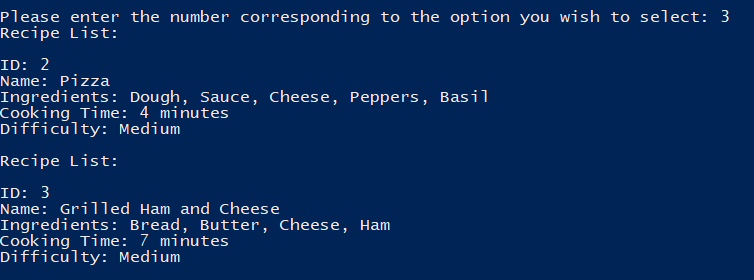 Please enter the number corresponding to the option you wish to select: 3
Recipe List:
ID: 2
Name: Pizza
Ingredients: Dough, Sauce, Cheese, Peppers, Basil
Cooking Time: 4 minutes
Difficulty: Medium
Recipe List:
ID: 3
Name: Grilled Ham and Cheese
Ingredients: Bread, Butter, Cheese, Ham
Cooking Time: 7 minutes
Difficulty: Medium